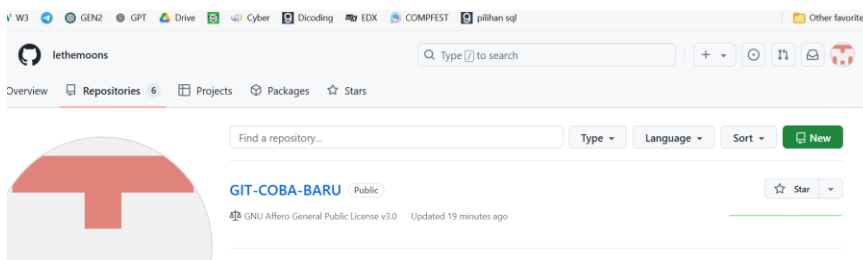 W3 GEN2 GPT Drive Cyber Dicoding EDX COMPFEST pilihan sql Other favorite
lethemoons Type / to search
Overview Repositories 6 Projects Packages Stars
Find a repository... Type Language Sort New
GIT-COBA-BARU Public Star
GNU Affero General Public License v3.0 Updated 19 minutes ago